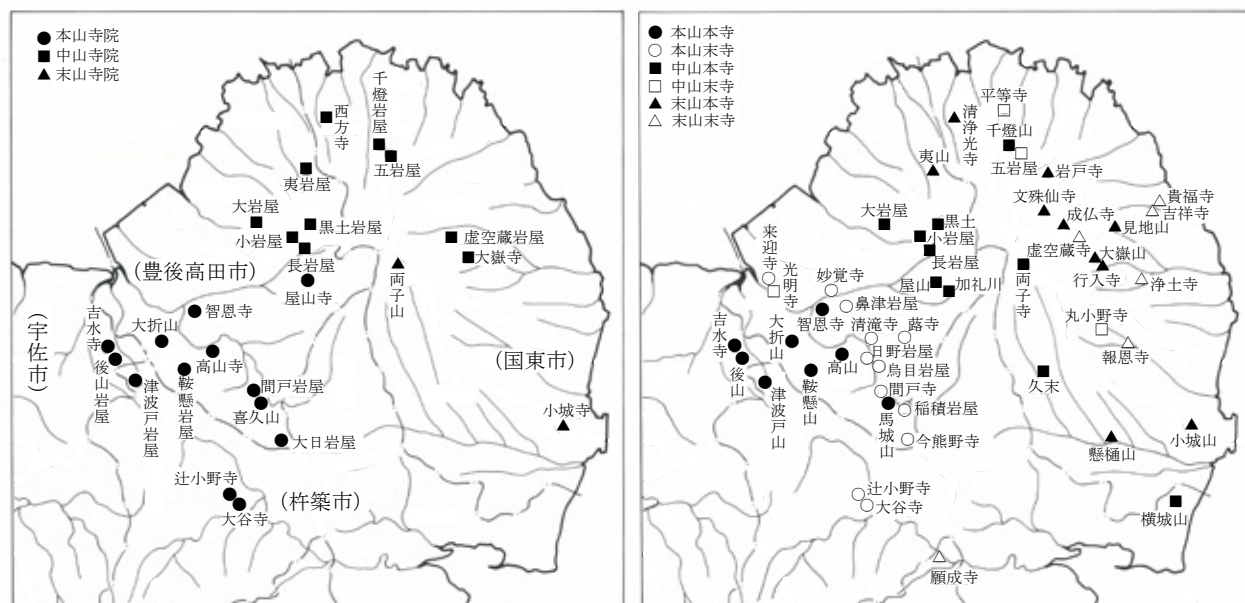 本山寺院
中山寺院
末山寺院
千燈岩屋
西方寺
五岩屋
夷岩屋
大岩屋
黒土岩屋
小岩屋
長岩屋
虚空蔵岩屋
大嶽寺
(豊後高田市)
両子山
屋山寺
智恩寺
(宇佐市)
吉水寺
大折山
高山寺
(国東市)
後山岩屋
津波戸岩屋
鞍懸岩屋
間戸岩屋
喜久山
小城寺
大日岩屋
辻小野寺
(杵築市)
大谷寺
本山本寺
本山末寺
中山本寺
中山末寺
末山本寺
末山末寺
平等寺
清浄光寺
千燈山
五岩屋
夷山
岩戸寺
文殊仙寺
貴福寺
吉祥寺
大岩屋
黒土
成仏寺
見地山
小岩屋
来迎寺
長岩屋
虚空蔵寺
大嶽山
光明寺
妙覚寺
屋山
加礼川
両子寺
行入寺
浄土寺
鼻津岩屋
智恩寺
丸小野寺
吉水寺
大折山
清滝寺
蕗寺
報恩寺
高山
日野岩屋
烏目岩屋
後山
津波戸山
鞍懸山
間戸寺
久末
馬城山
稲積岩屋
今熊野寺
小城山
懸樋山
辻小野寺
大谷寺
横城山
願成寺